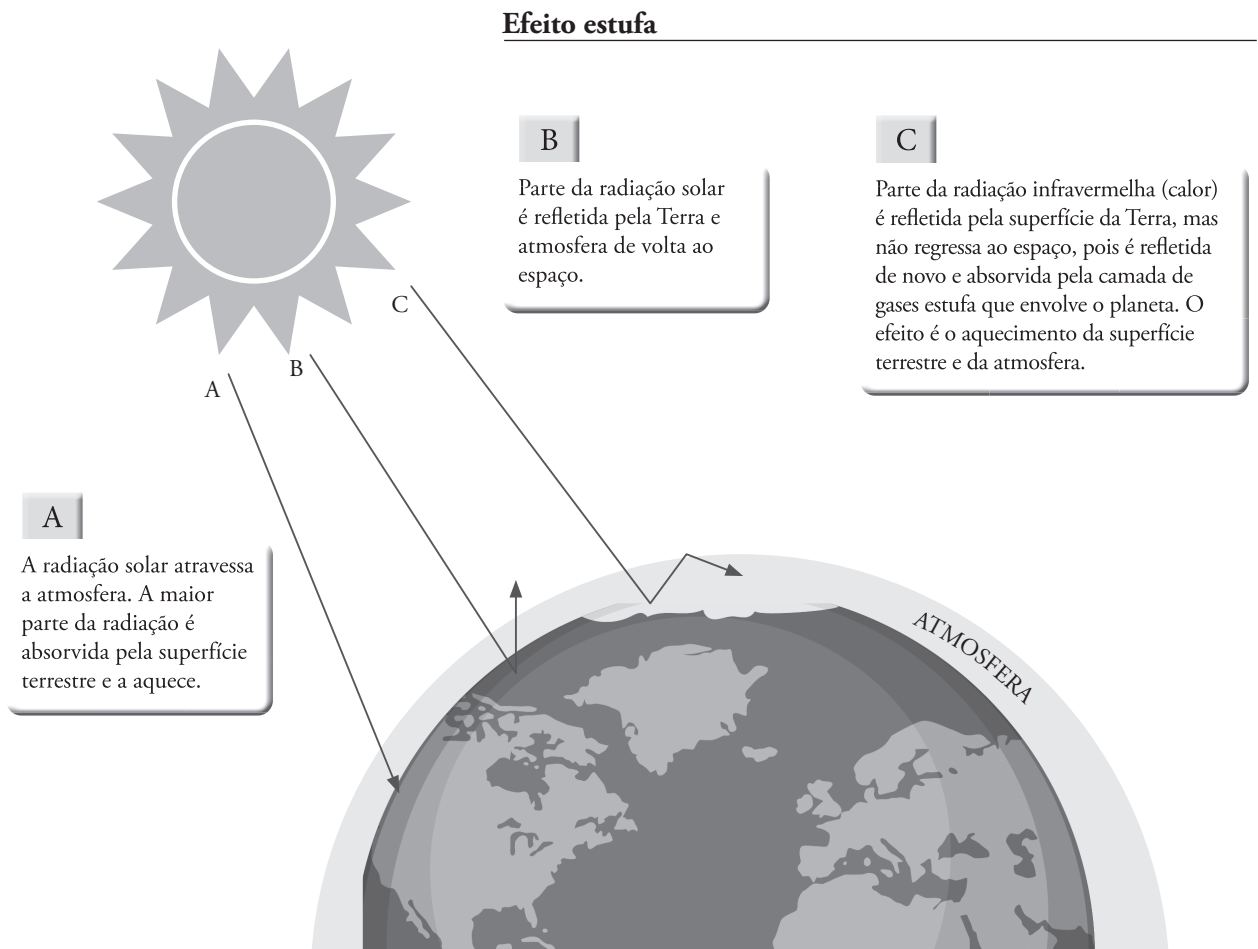 Efeito estufa
B
Parte da radiação solar
é refletida pela Terra e
atmosfera de volta ao
espaço.
C
Parte da radiação infravermelha (calor)
é refletida pela superfície da Terra, mas
não regressa ao espaço, pois é refletida
de novo e absorvida pela camada de
gases estufa que envolve o planeta. O
efeito é o aquecimento da superfície
terrestre e da atmosfera.
C
B
A
A
A radiação solar atravessa
a atmosfera. A maior
parte da radiação é
absorvida pela superfície
terrestre e a aquece.
ATMOSFERA